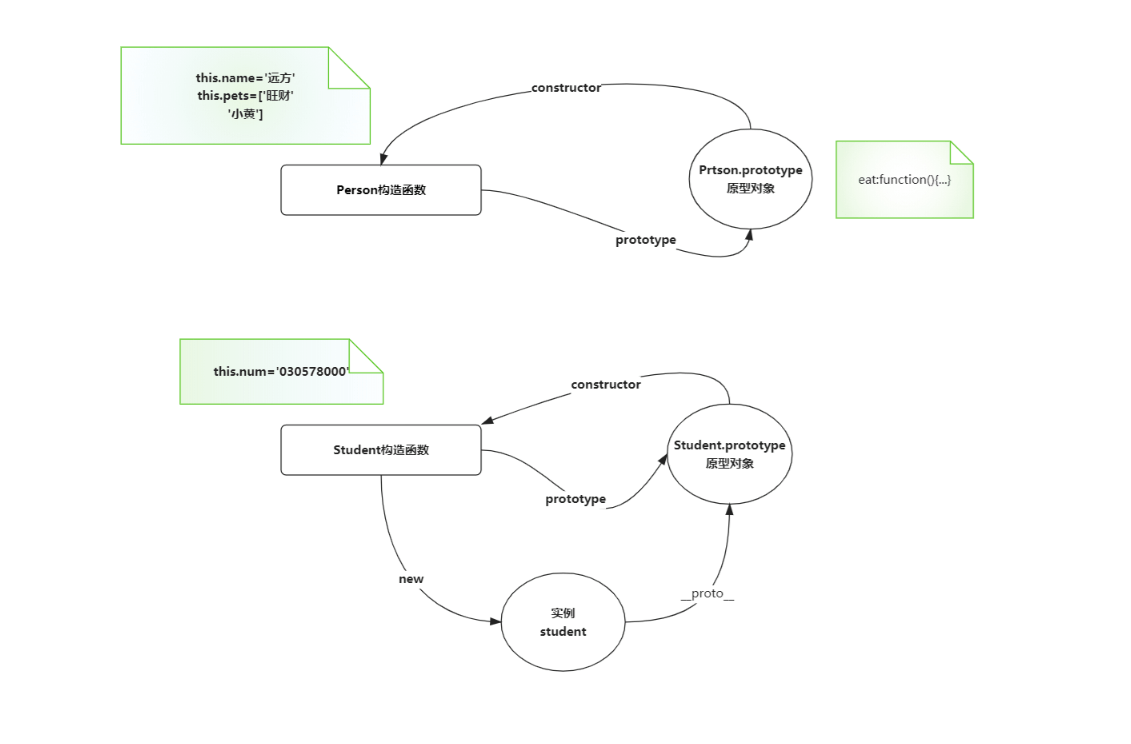 this.name='远方'
this.pets=['旺财'
'小黄']
constructor
Prtson.prototype
原型对象
eat:function(){...}
Person构造函数
prototype
this.num='030578000'
constructor
Student构造函数
Student.prototype
原型对象
prototype
new
__proto__
实例
student